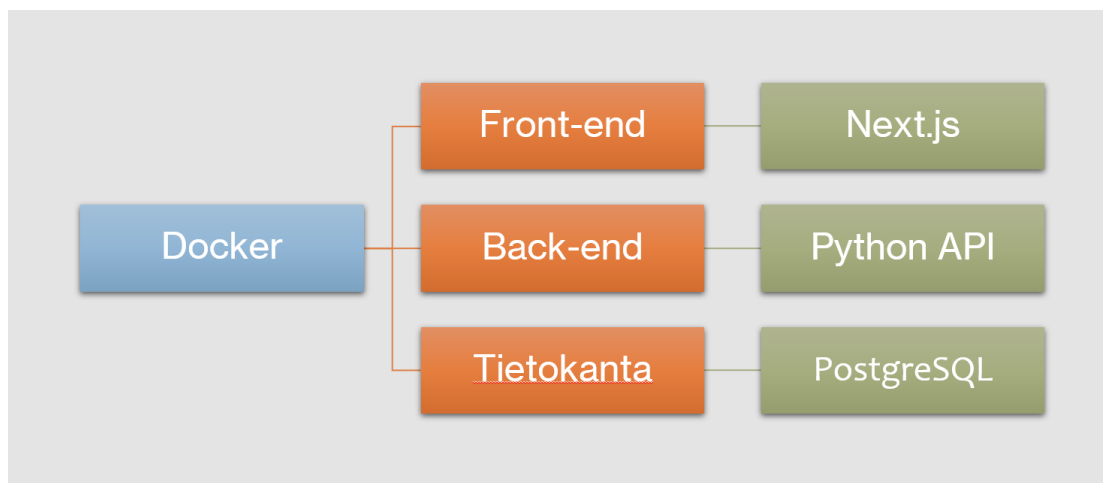 Docker
Front-end
Next.js
Back-end
Python API
Tietokanta
PostgreSQL